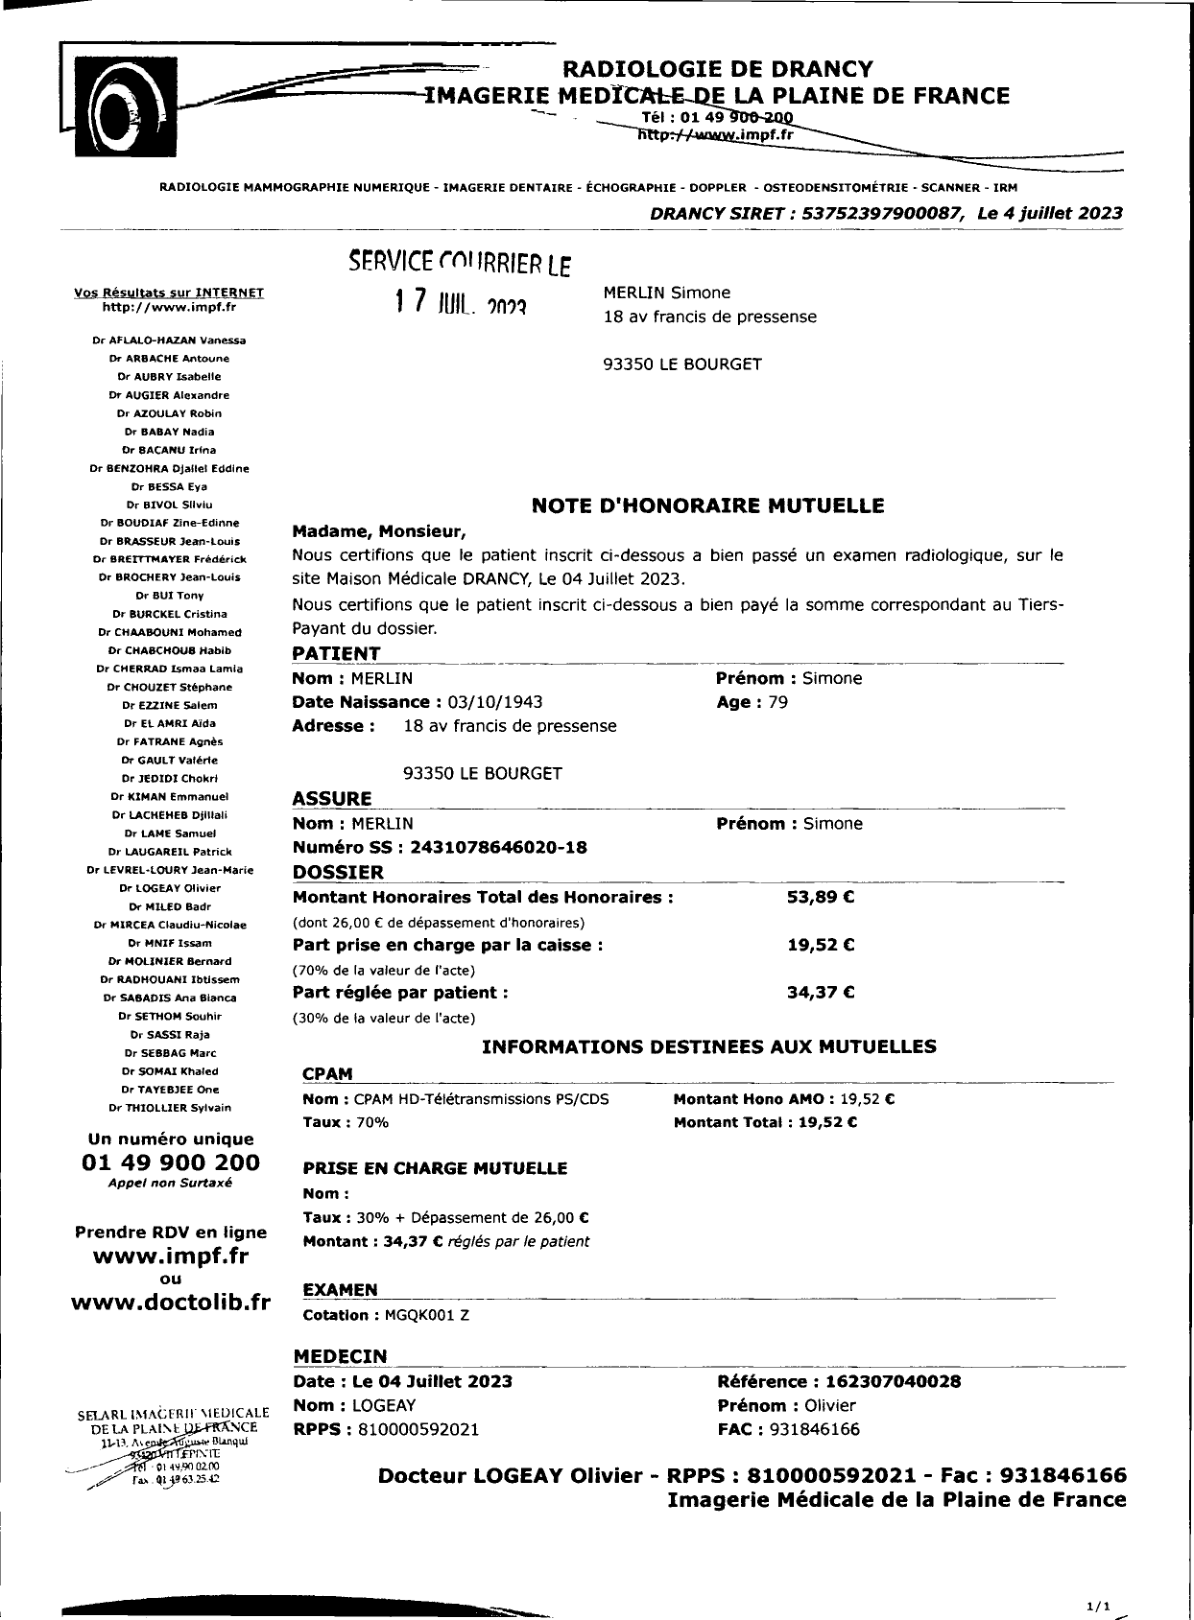 RADIOLOGIE DE DRANCY
IMAGERIE MEDICALE DE LA PLAINE DE FRANCE
Tél : 01 49 900 200
http://www.impf.fr
RADIOLOGIE MAMMOGRAPHIE NUMERIQUE - IMAGERIE DENTAIRE - ÉCHOGRAPHIE - DOPPLER - OSTEODENSITOMÉTRIE - SCANNER - IRM
DRANCY SIRET : 53752397900087, Le 4 juillet 2023
SERVICE COURRIER LE
17 JUIL. 2023
MERLIN Simone
18 av francis de pressense
93350 LE BOURGET
Vos Résultats sur INTERNET
http://www.impf.fr
Dr AFLALO-HAZAN Vanessa
Dr ARBACHE Antoune
Dr AUBRY Isabelle
Dr AUGIER Alexandre
Dr AZOULAY Robin
Dr BABAY Nadia
Dr BACANU Irina
Dr BENZOHRA Djallel Eddine
Dr BESSA Eya
Dr BIVOL Silviu
Dr BOUDIAF Zine-Edinne
Dr BRASSEUR Jean-Louis
Dr BREITTMAYER Frédérick
Dr BROCHERY Jean-Louis
Dr BUI Tony
Dr BURCKEL Cristina
Dr CHAABOUNI Mohamed
Dr CHABCHOUB Habib
Dr CHERRAD Ismaa Lamia
Dr CHOUZET Stéphane
Dr EZZINE Salem
Dr EL AMRI Aïda
Dr FATRANE Agnès
Dr GAULT Valérie
Dr JEDIDI Chokri
Dr KIMAN Emmanuel
Dr LACHEHEB Djillali
Dr LAME Samuel
Dr LAUGAREIL Patrick
Dr LEVREL-LOURY Jean-Marie
Dr LOGEAY Olivier
Dr MILED Badr
Dr MIRCEA Claudiu-Nicolae
Dr MNIF Issam
Dr MOLINIER Bernard
Dr RADHOUANI Ibtissem
Dr SABADIS Ana Bianca
Dr SETHOM Souhir
Dr SASSI Raja
Dr SEBBAG Marc
Dr SOMAI Khaled
Dr TAYEBJEE One
Dr THIOLLIER Sylvain
Un numéro unique
01 49 900 200
Appel non Surtaxé
Prendre RDV en ligne
www.impf.fr
ou
www.doctolib.fr
SELARL IMAGERIE MEDICALE
DE LA PLAINE DE FRANCE
11-13, Avenue Auguste Blanqui
93420 VILLEPINTE
Tél : 01 49.90 02.00
Fax : 01 49 63.25 42
NOTE D'HONORAIRE MUTUELLE
Madame, Monsieur,
Nous certifions que le patient inscrit ci-dessous a bien passé un examen radiologique, sur le
site Maison Médicale DRANCY, Le 04 Juillet 2023.
Nous certifions que le patient inscrit ci-dessous a bien payé la somme correspondant au Tiers-
Payant du dossier.
PATIENT
Nom : MERLIN Prénom : Simone
Date Naissance : 03/10/1943 Age : 79
Adresse : 18 av francis de pressense
93350 LE BOURGET
ASSURE
Nom : MERLIN Prénom : Simone
Numéro SS : 2431078646020-18
DOSSIER
Montant Honoraires Total des Honoraires : 53,89 €
(dont 26,00 € de dépassement d'honoraires)
Part prise en charge par la caisse : 19,52 €
(70% de la valeur de l'acte)
Part réglée par patient : 34,37 €
(30% de la valeur de l'acte)
INFORMATIONS DESTINEES AUX MUTUELLES
CPAM
Nom : CPAM HD-Télétransmissions PS/CDS Montant Hono AMO : 19,52 €
Taux : 70% Montant Total : 19,52 €
PRISE EN CHARGE MUTUELLE
Nom :
Taux : 30% + Dépassement de 26,00 €
Montant : 34,37 € réglés par le patient
EXAMEN
Cotation : MGQK001 Z
MEDECIN
Date : Le 04 Juillet 2023 Référence : 162307040028
Nom : LOGEAY Prénom : Olivier
RPPS : 810000592021 FAC : 931846166
Docteur LOGEAY Olivier - RPPS : 810000592021 - Fac : 931846166
Imagerie Médicale de la Plaine de France
1/1